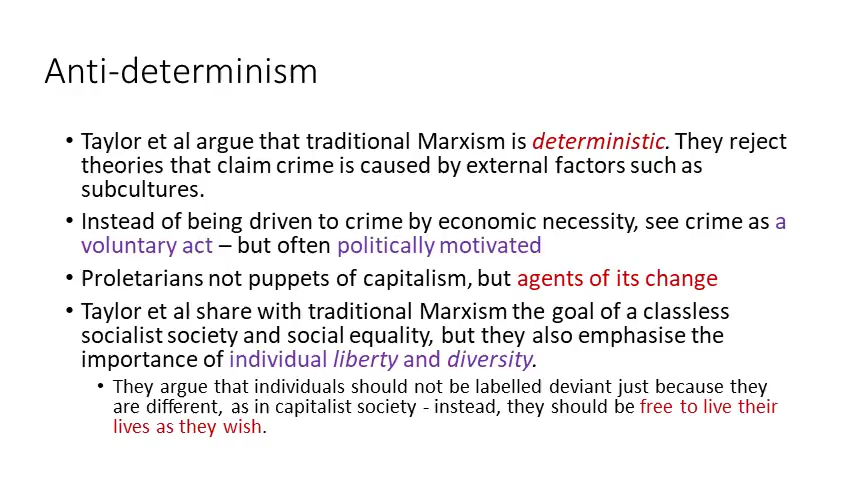 Anti-determinism
• Taylor et al argue that traditional Marxism is deterministic. They reject
theories that claim crime is caused by external factors such as
subcultures.
• Instead of being driven to crime by economic necessity, see crime as a
voluntary act – but often politically motivated
• Proletarians not puppets of capitalism, but agents of its change
• Taylor et al share with traditional Marxism the goal of a classless
socialist society and social equality, but they also emphasise the
importance of individual liberty and diversity.
• They argue that individuals should not be labelled deviant just because they
are different, as in capitalist society - instead, they should be free to live their
lives as they wish.